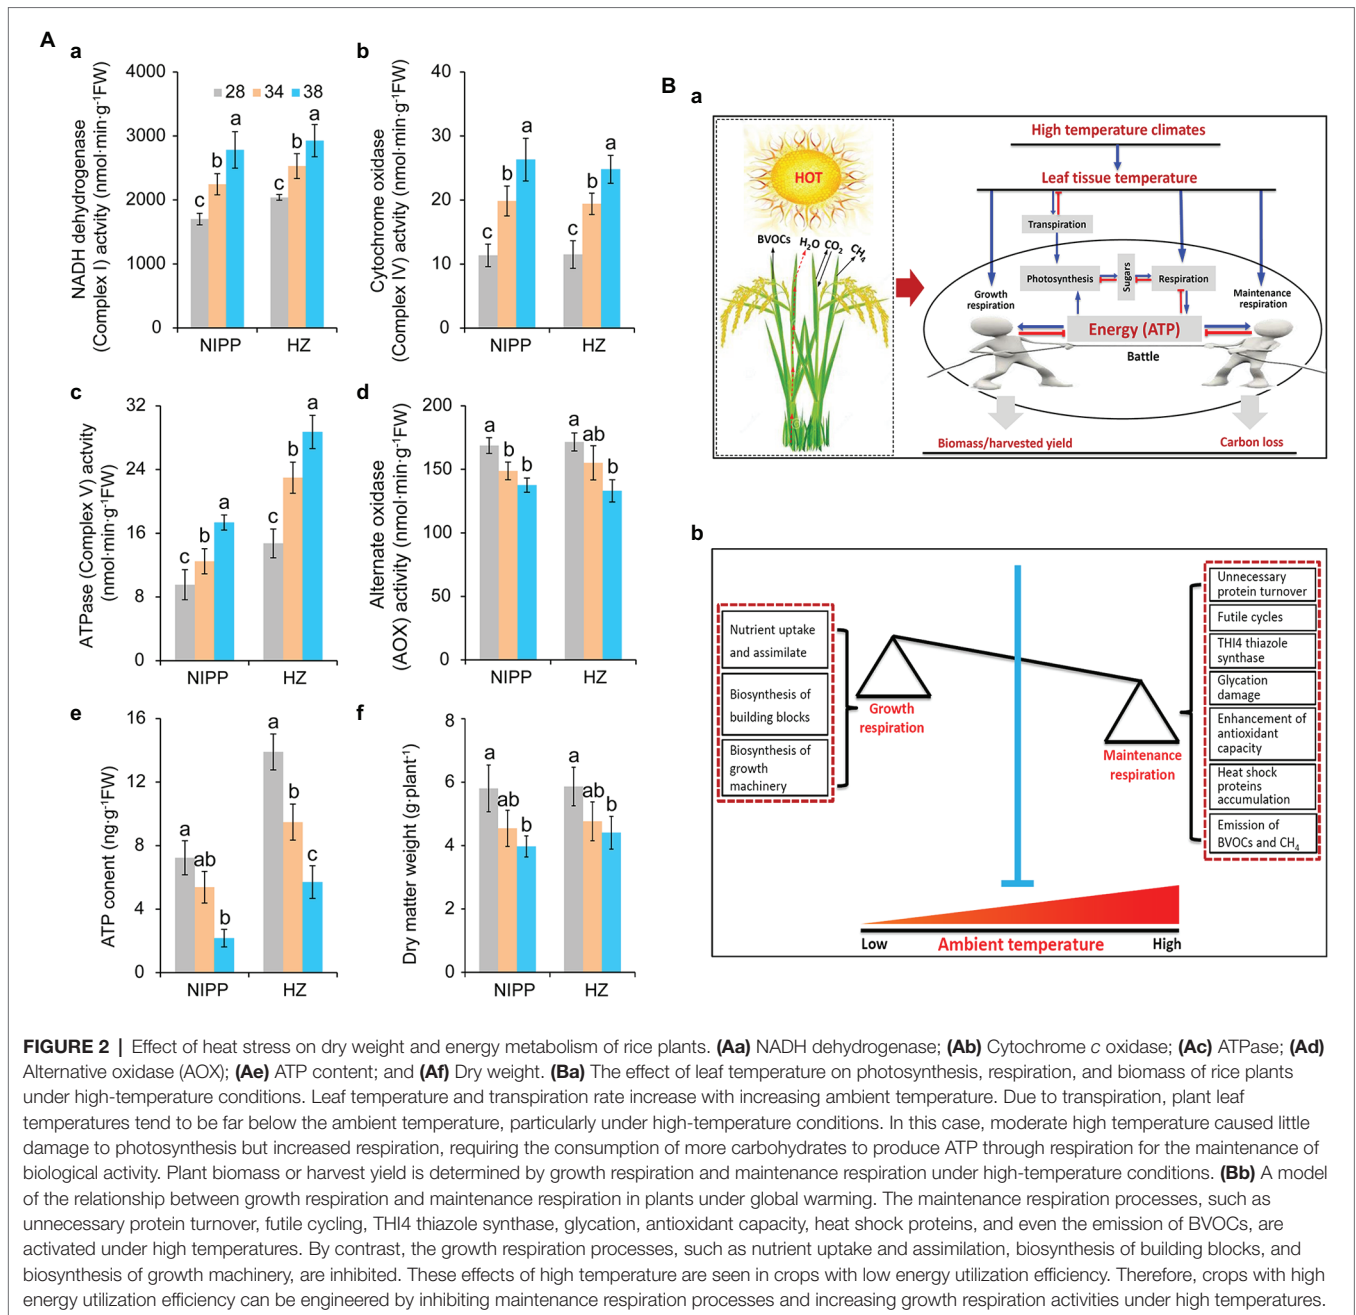 A
a
NADH dehydrogenase
(Complex I) actvity (nmol·min·g⁻¹FW)
4000
3000
2000
1000
0
28 34 38
c b a
c b a
NIPP HZ
b
Cytochrome oxidase
(Complex IV) actvity (nmol·min·g⁻¹FW)
40
30
20
10
0
c b a
c b a
NIPP HZ
c
ATPase (Complex V) actvity
(nmol·min·g⁻¹FW)
32
24
16
8
0
c b a
c b a
NIPP HZ
d
Alternate oxidase
(AOX) activity (nmol·min·g⁻¹FW)
200
150
100
50
0
a b b
a ab b
NIPP HZ
e
ATP conent (ng·g⁻¹FW)
16
12
8
4
0
a ab b
a b c
NIPP HZ
f
Dry matter weight (g·plant⁻¹)
8
6
4
2
0
a ab b
a ab b
NIPP HZ
B
a
HOT
BVOCs H₂O CO₂ CH₄
High temperature climates
Leaf tissue temperature
Transpiration
Photosynthesis
Sugars
Respiration
Growth
respiration
Maintenance
respiration
Energy (ATP)
Battle
Biomass/harvested yield
Carbon loss
b
Nutrient uptake
and assimilate
Biosynthesis of
building blocks
Biosynthesis of
growth
machinery
Growth
respiration
Maintenance
respiration
Unnecessary
protein turnover
Futile cycles
THI4 thiazole
synthase
Glycation
damage
Enhancement of
antioxidant
capacity
Heat shock
proteins
accumulation
Emission of
BVOCs and CH₄
Low Ambient temperature High
FIGURE 2 | Effect of heat stress on dry weight and energy metabolism of rice plants. (Aa) NADH dehydrogenase; (Ab) Cytochrome c oxidase; (Ac) ATPase; (Ad)
Alternative oxidase (AOX); (Ae) ATP content; and (Af) Dry weight. (Ba) The effect of leaf temperature on photosynthesis, respiration, and biomass of rice plants
under high-temperature conditions. Leaf temperature and transpiration rate increase with increasing ambient temperature. Due to transpiration, plant leaf
temperatures tend to be far below the ambient temperature, particularly under high-temperature conditions. In this case, moderate high temperature caused little
damage to photosynthesis but increased respiration, requiring the consumption of more carbohydrates to produce ATP through respiration for the maintenance of
biological activity. Plant biomass or harvest yield is determined by growth respiration and maintenance respiration under high-temperature conditions. (Bb) A model
of the relationship between growth respiration and maintenance respiration in plants under global warming. The maintenance respiration processes, such as
unnecessary protein turnover, futile cycling, THI4 thiazole synthase, glycation, antioxidant capacity, heat shock proteins, and even the emission of BVOCs, are
activated under high temperatures. By contrast, the growth respiration processes, such as nutrient uptake and assimilation, biosynthesis of building blocks, and
biosynthesis of growth machinery, are inhibited. These effects of high temperature are seen in crops with low energy utilization efficiency. Therefore, crops with high
energy utilization efficiency can be engineered by inhibiting maintenance respiration processes and increasing growth respiration activities under high temperatures.